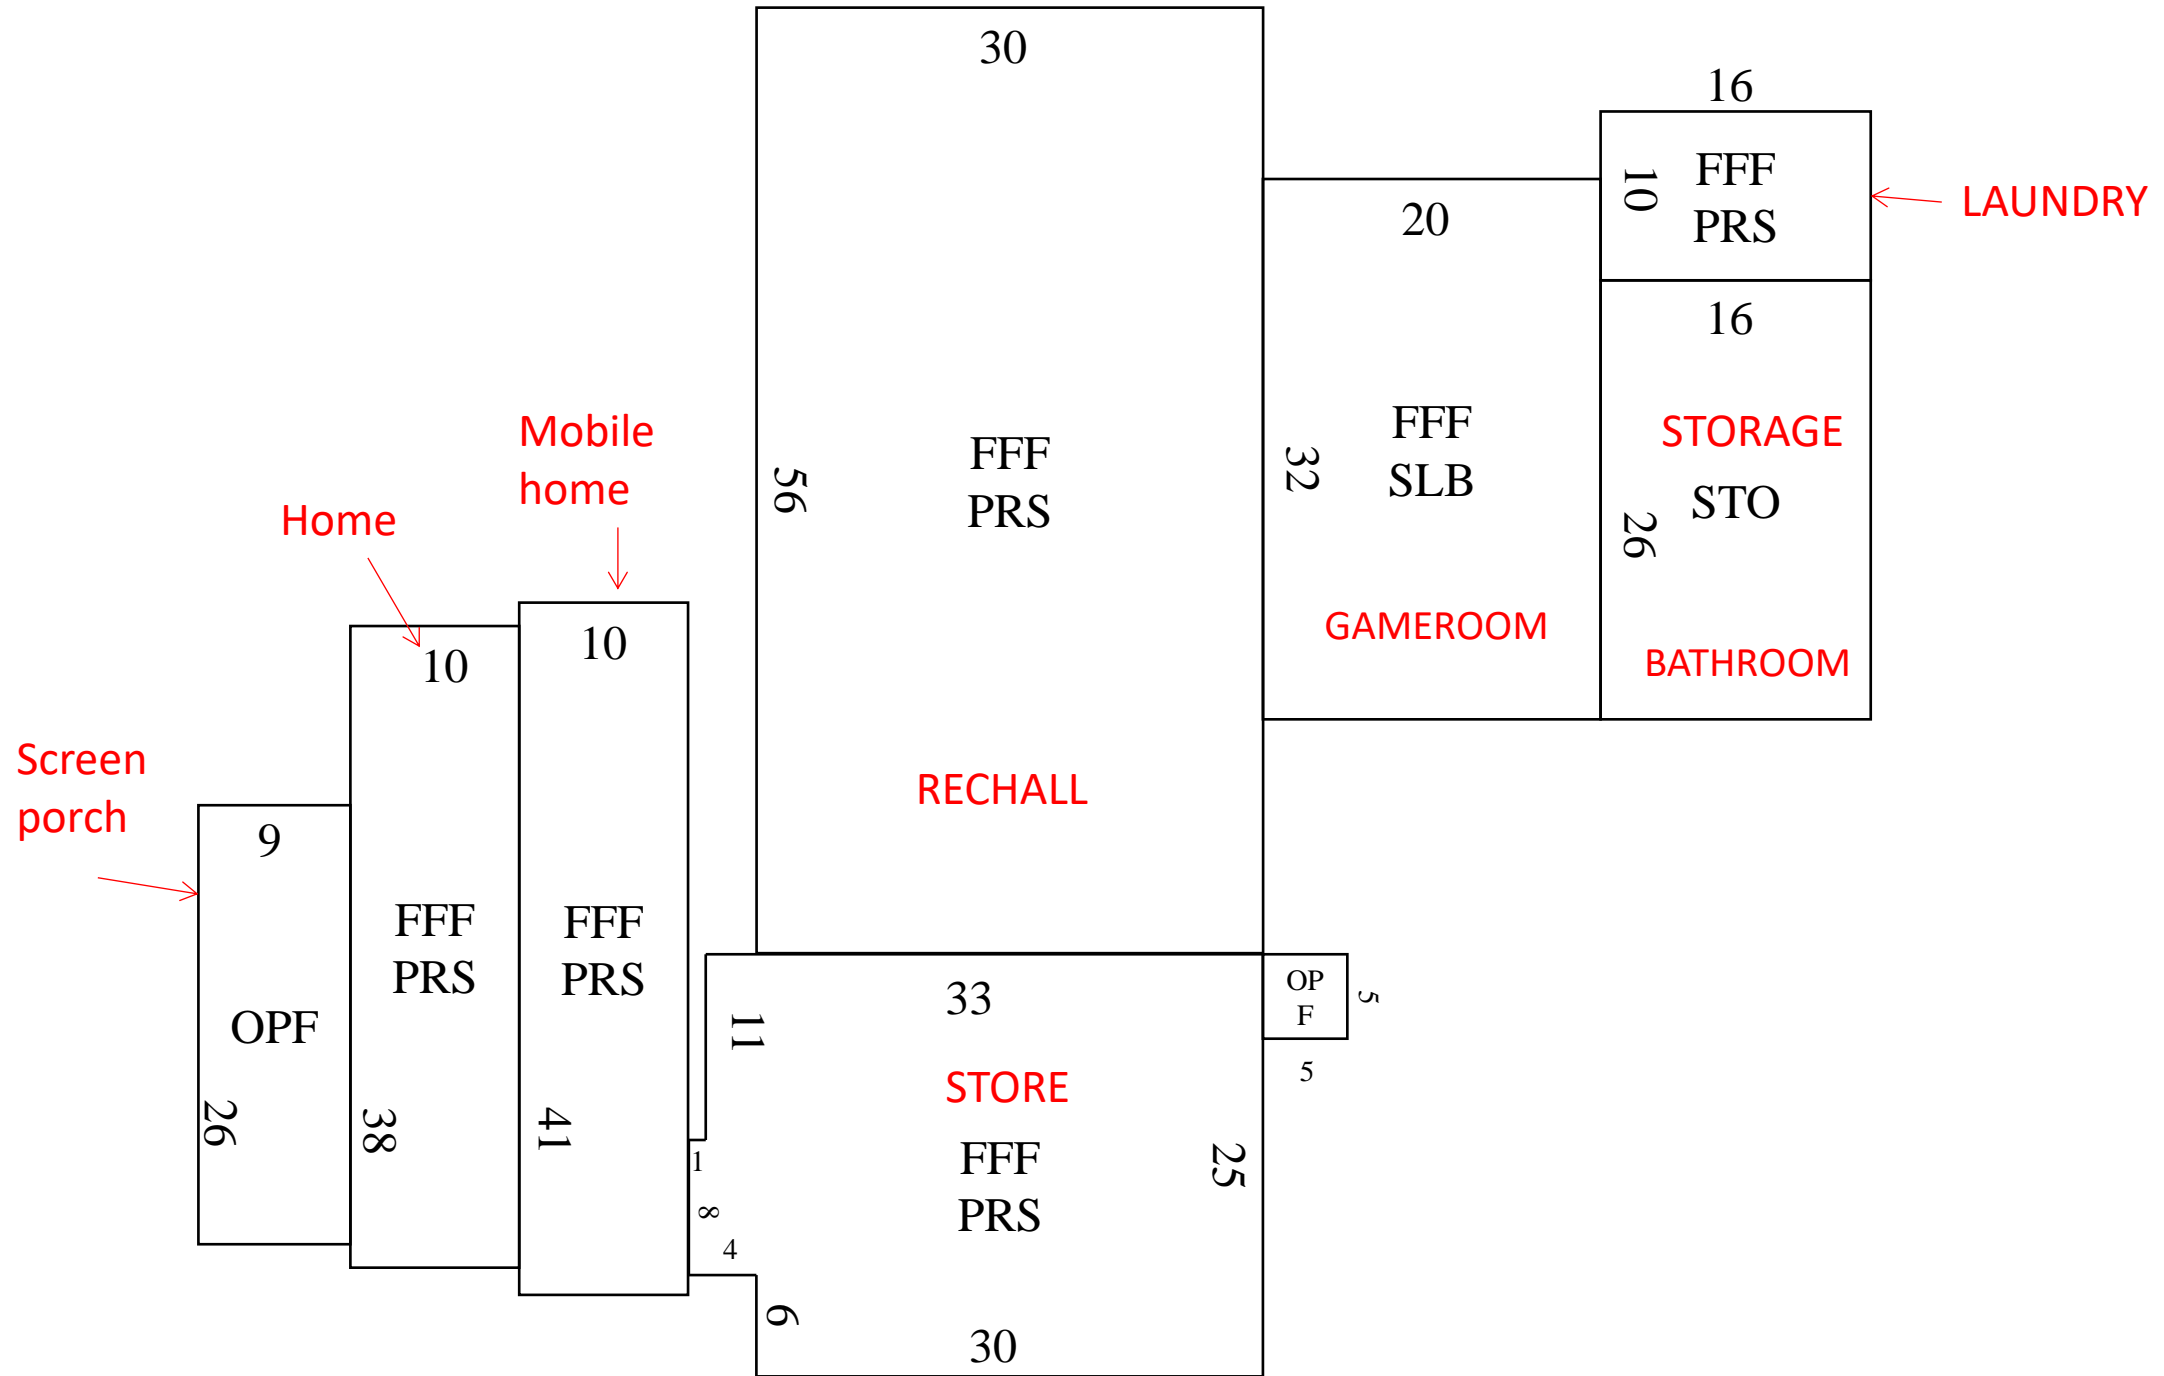 30
16
FFF
PRS
10
LAUNDRY
20
16
Mobile
home
FFF
PRS
56
FFF
SLB
32
STORAGE
STO
26
Home
GAMEROOM
BATHROOM
10
10
Screen
porch
RECHALL
9
FFF
PRS
FFF
PRS
OPF
26
38
41
33
11
OP
F
5
5
STORE
1
8
4
FFF
PRS
25
6
30